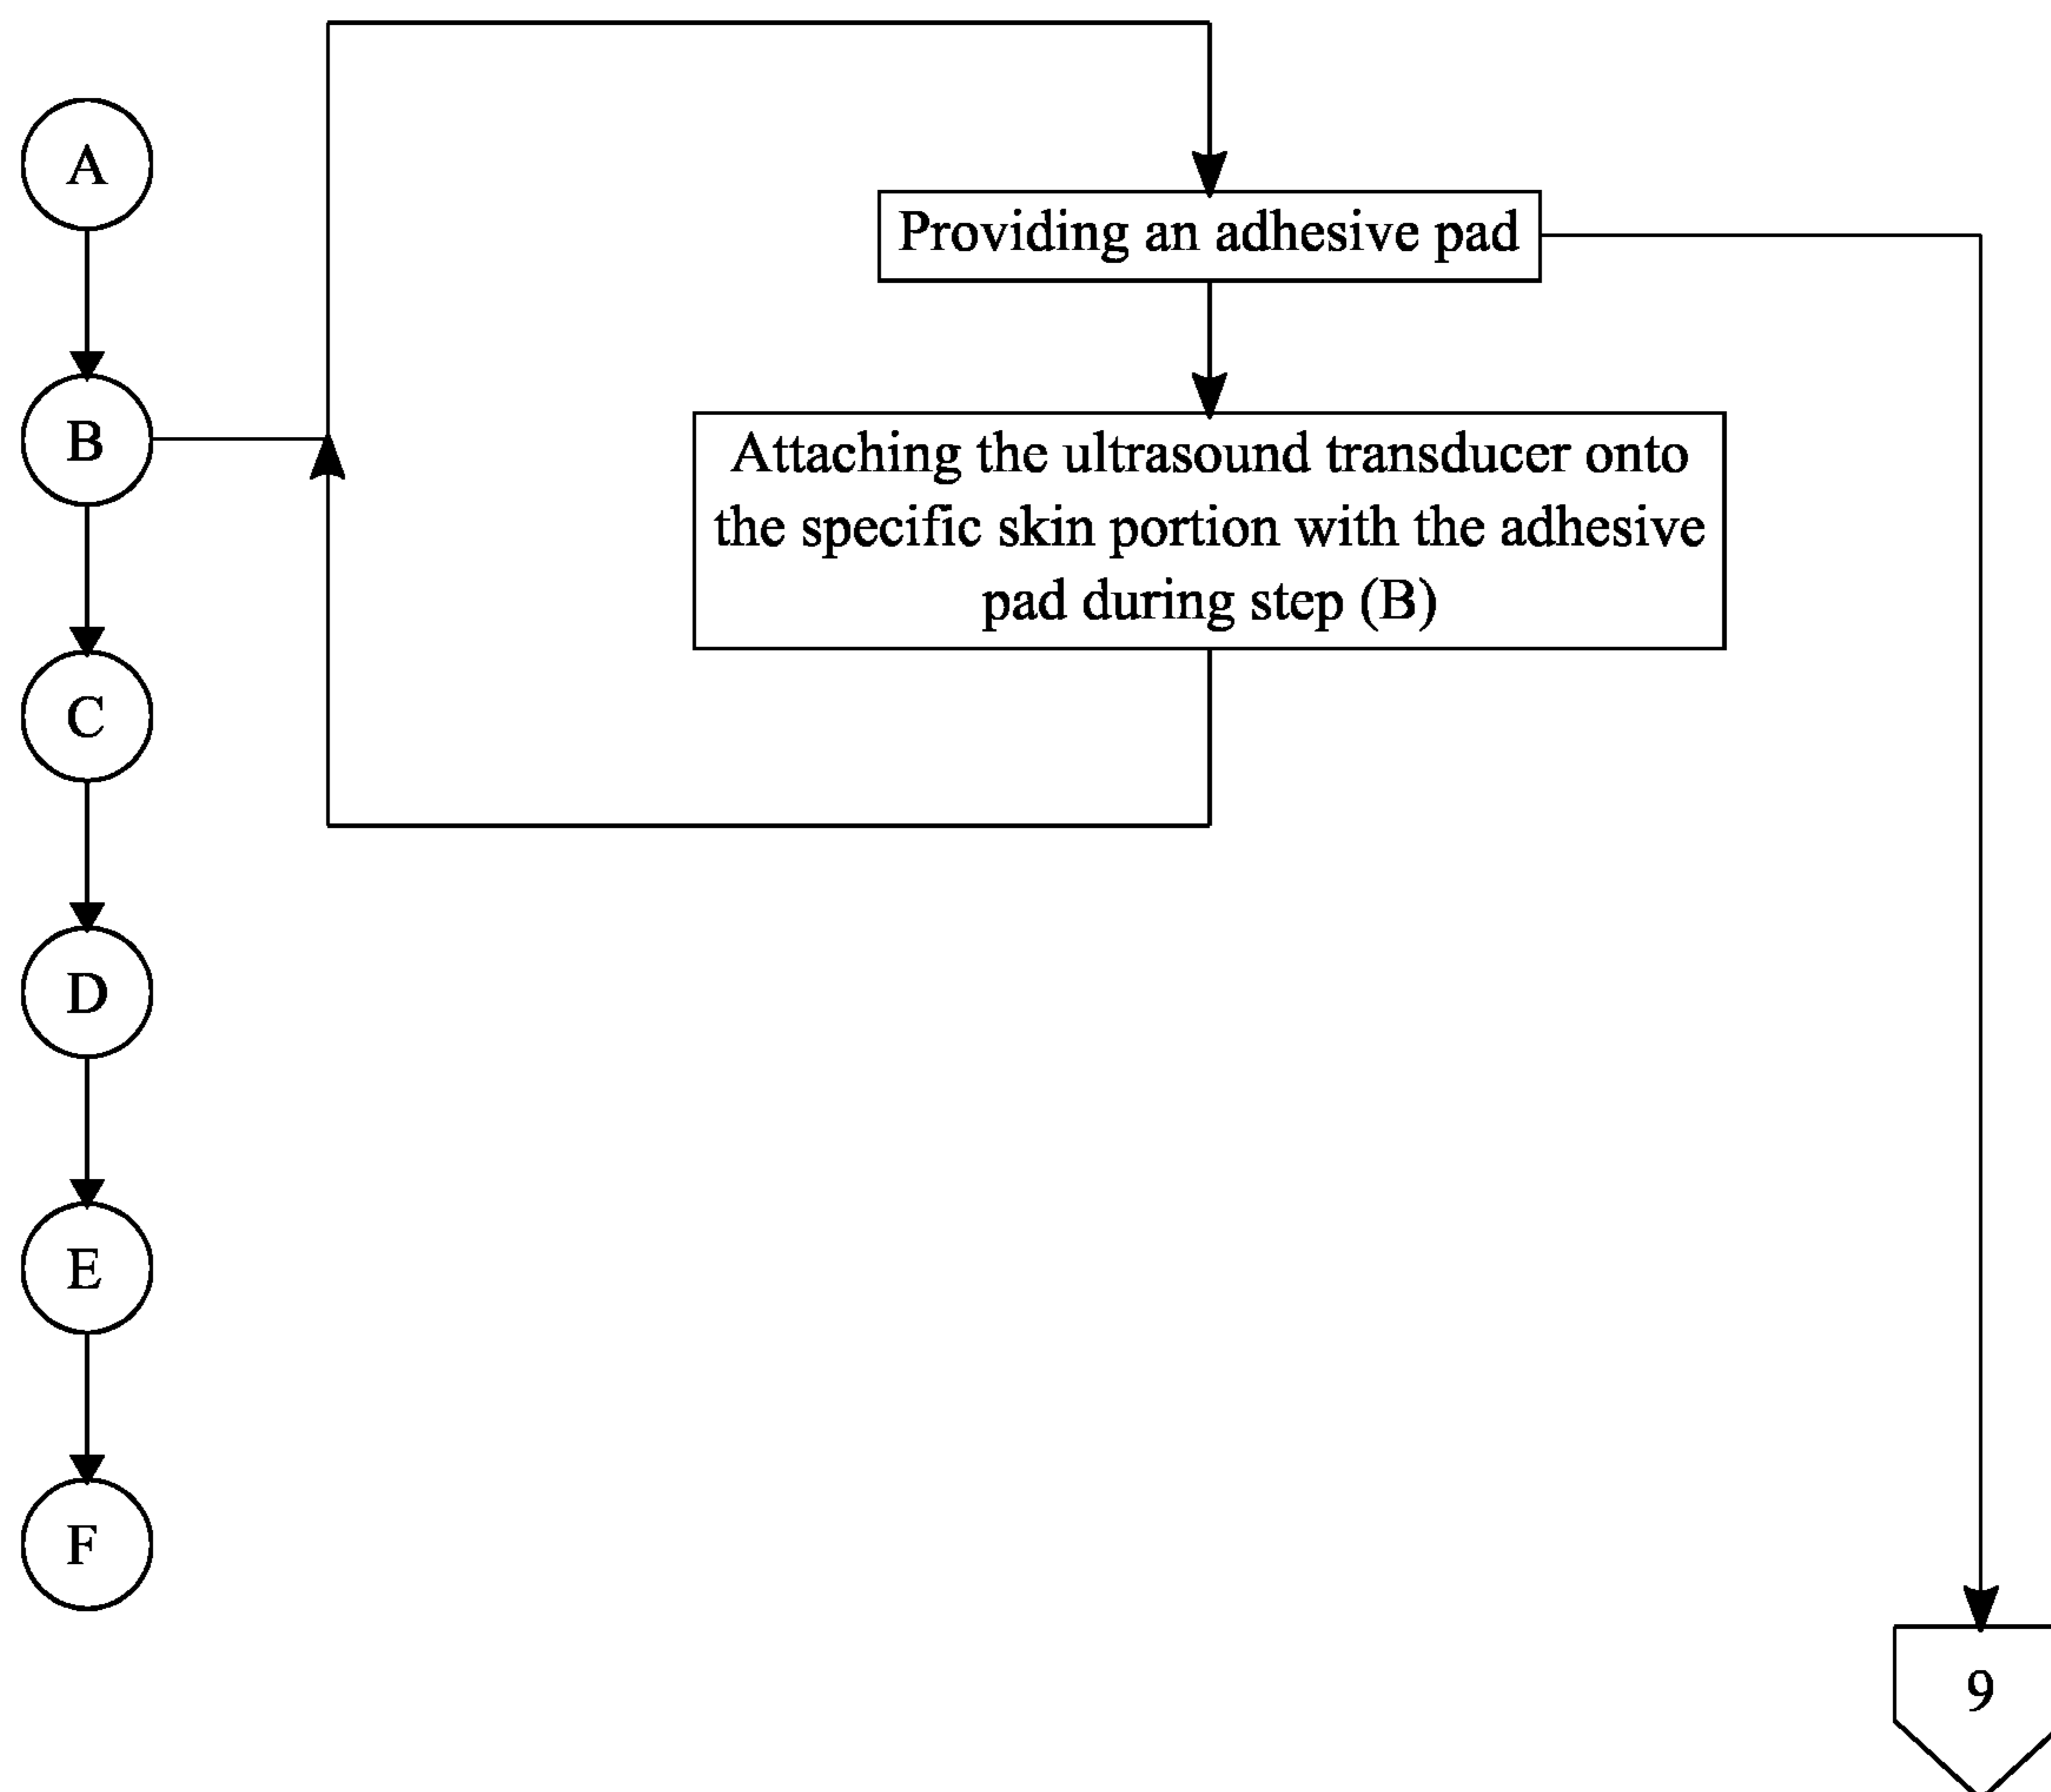 A
B
C
D
E
F
Providing an adhesive pad
Attaching the ultrasound transducer onto
the specific skin portion with the adhesive
pad during step (B)
9